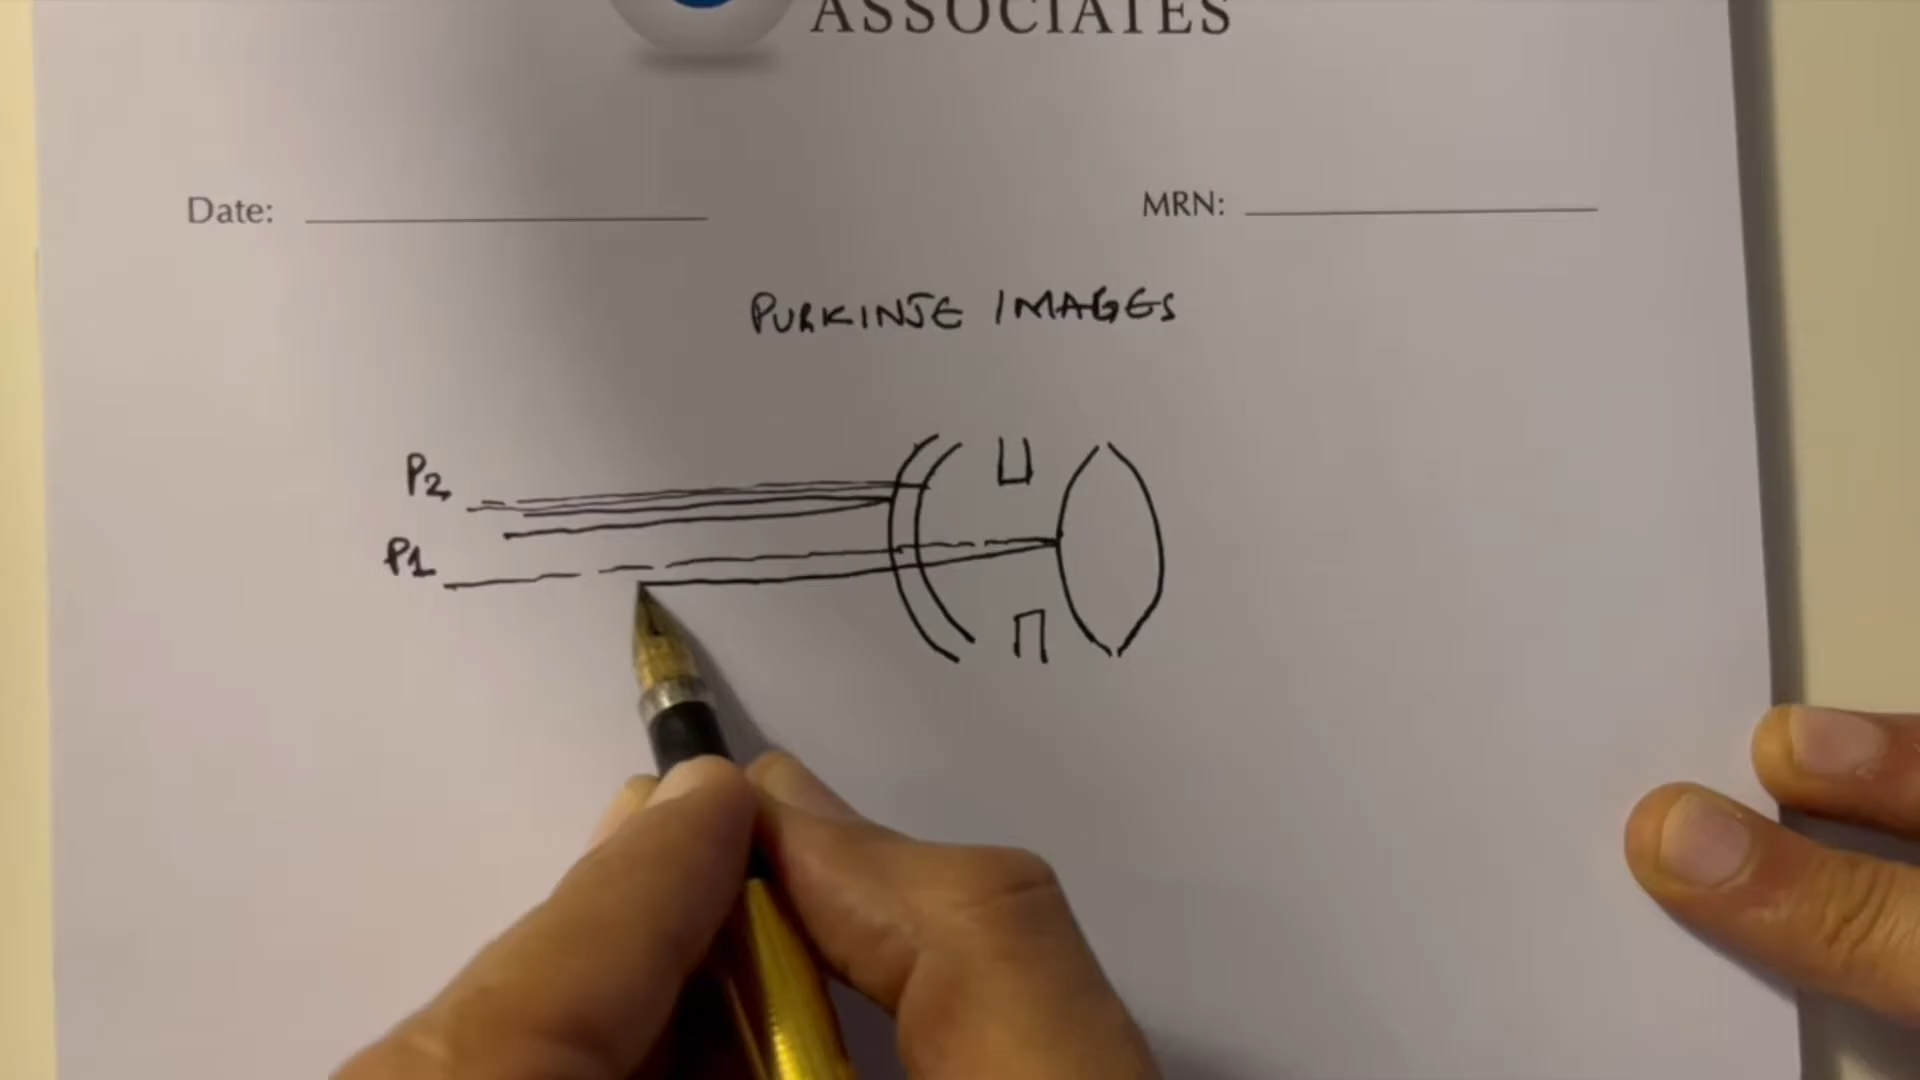 ASSOCIATES
Date: MRN:
PURKINJE IMAGES
P2
P1